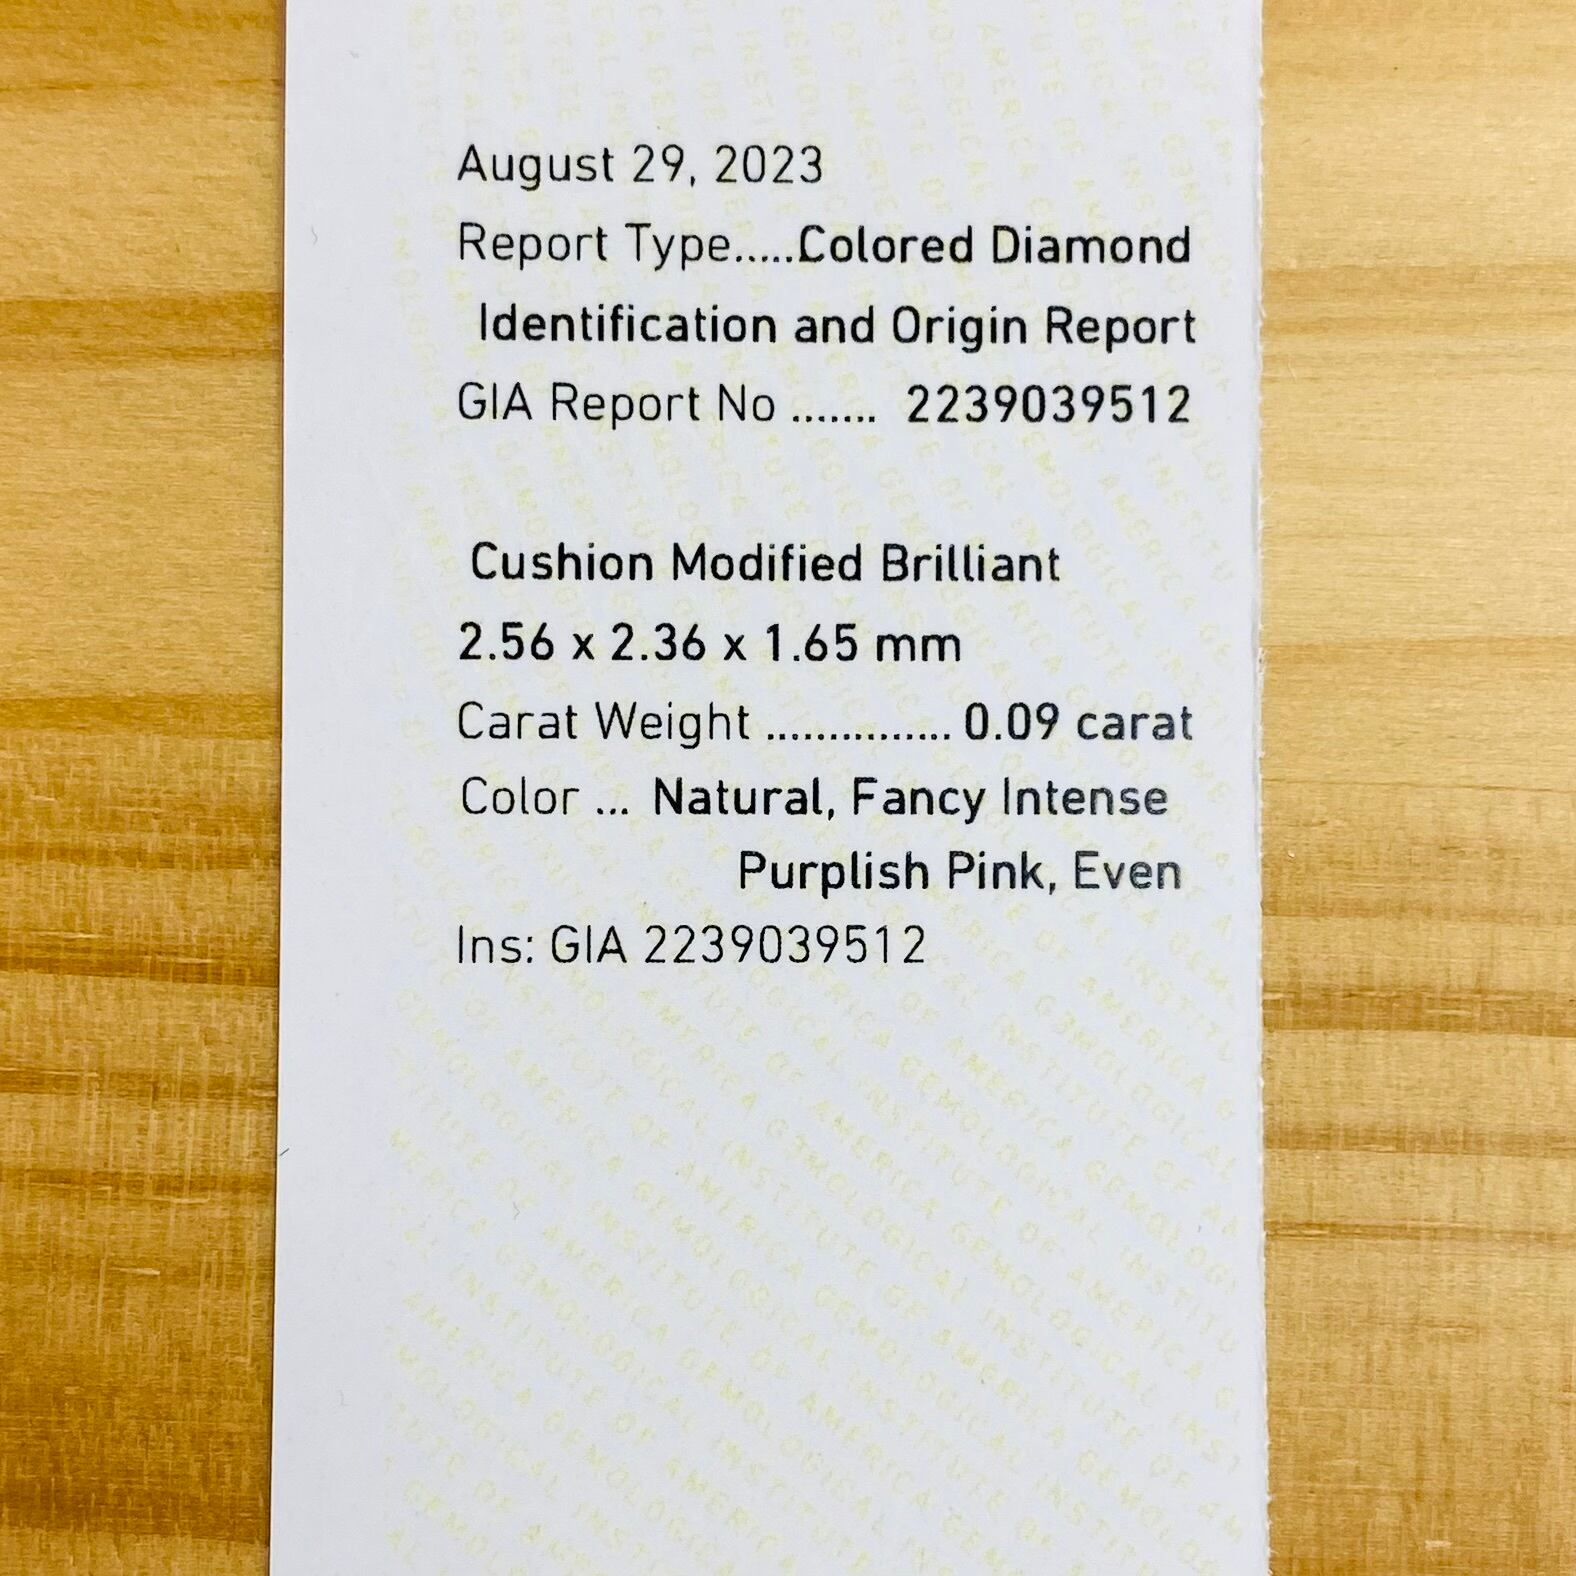 August 29, 2023
Report Type.....Colored Diamond
Identification and Origin Report
GIA Report No ....... 2239039512
Cushion Modified Brilliant
2.56 x 2.36 x 1.65 mm
Carat Weight ............... 0.09 carat
Color ... Natural, Fancy Intense
Purplish Pink, Even
Ins: GIA 2239039512